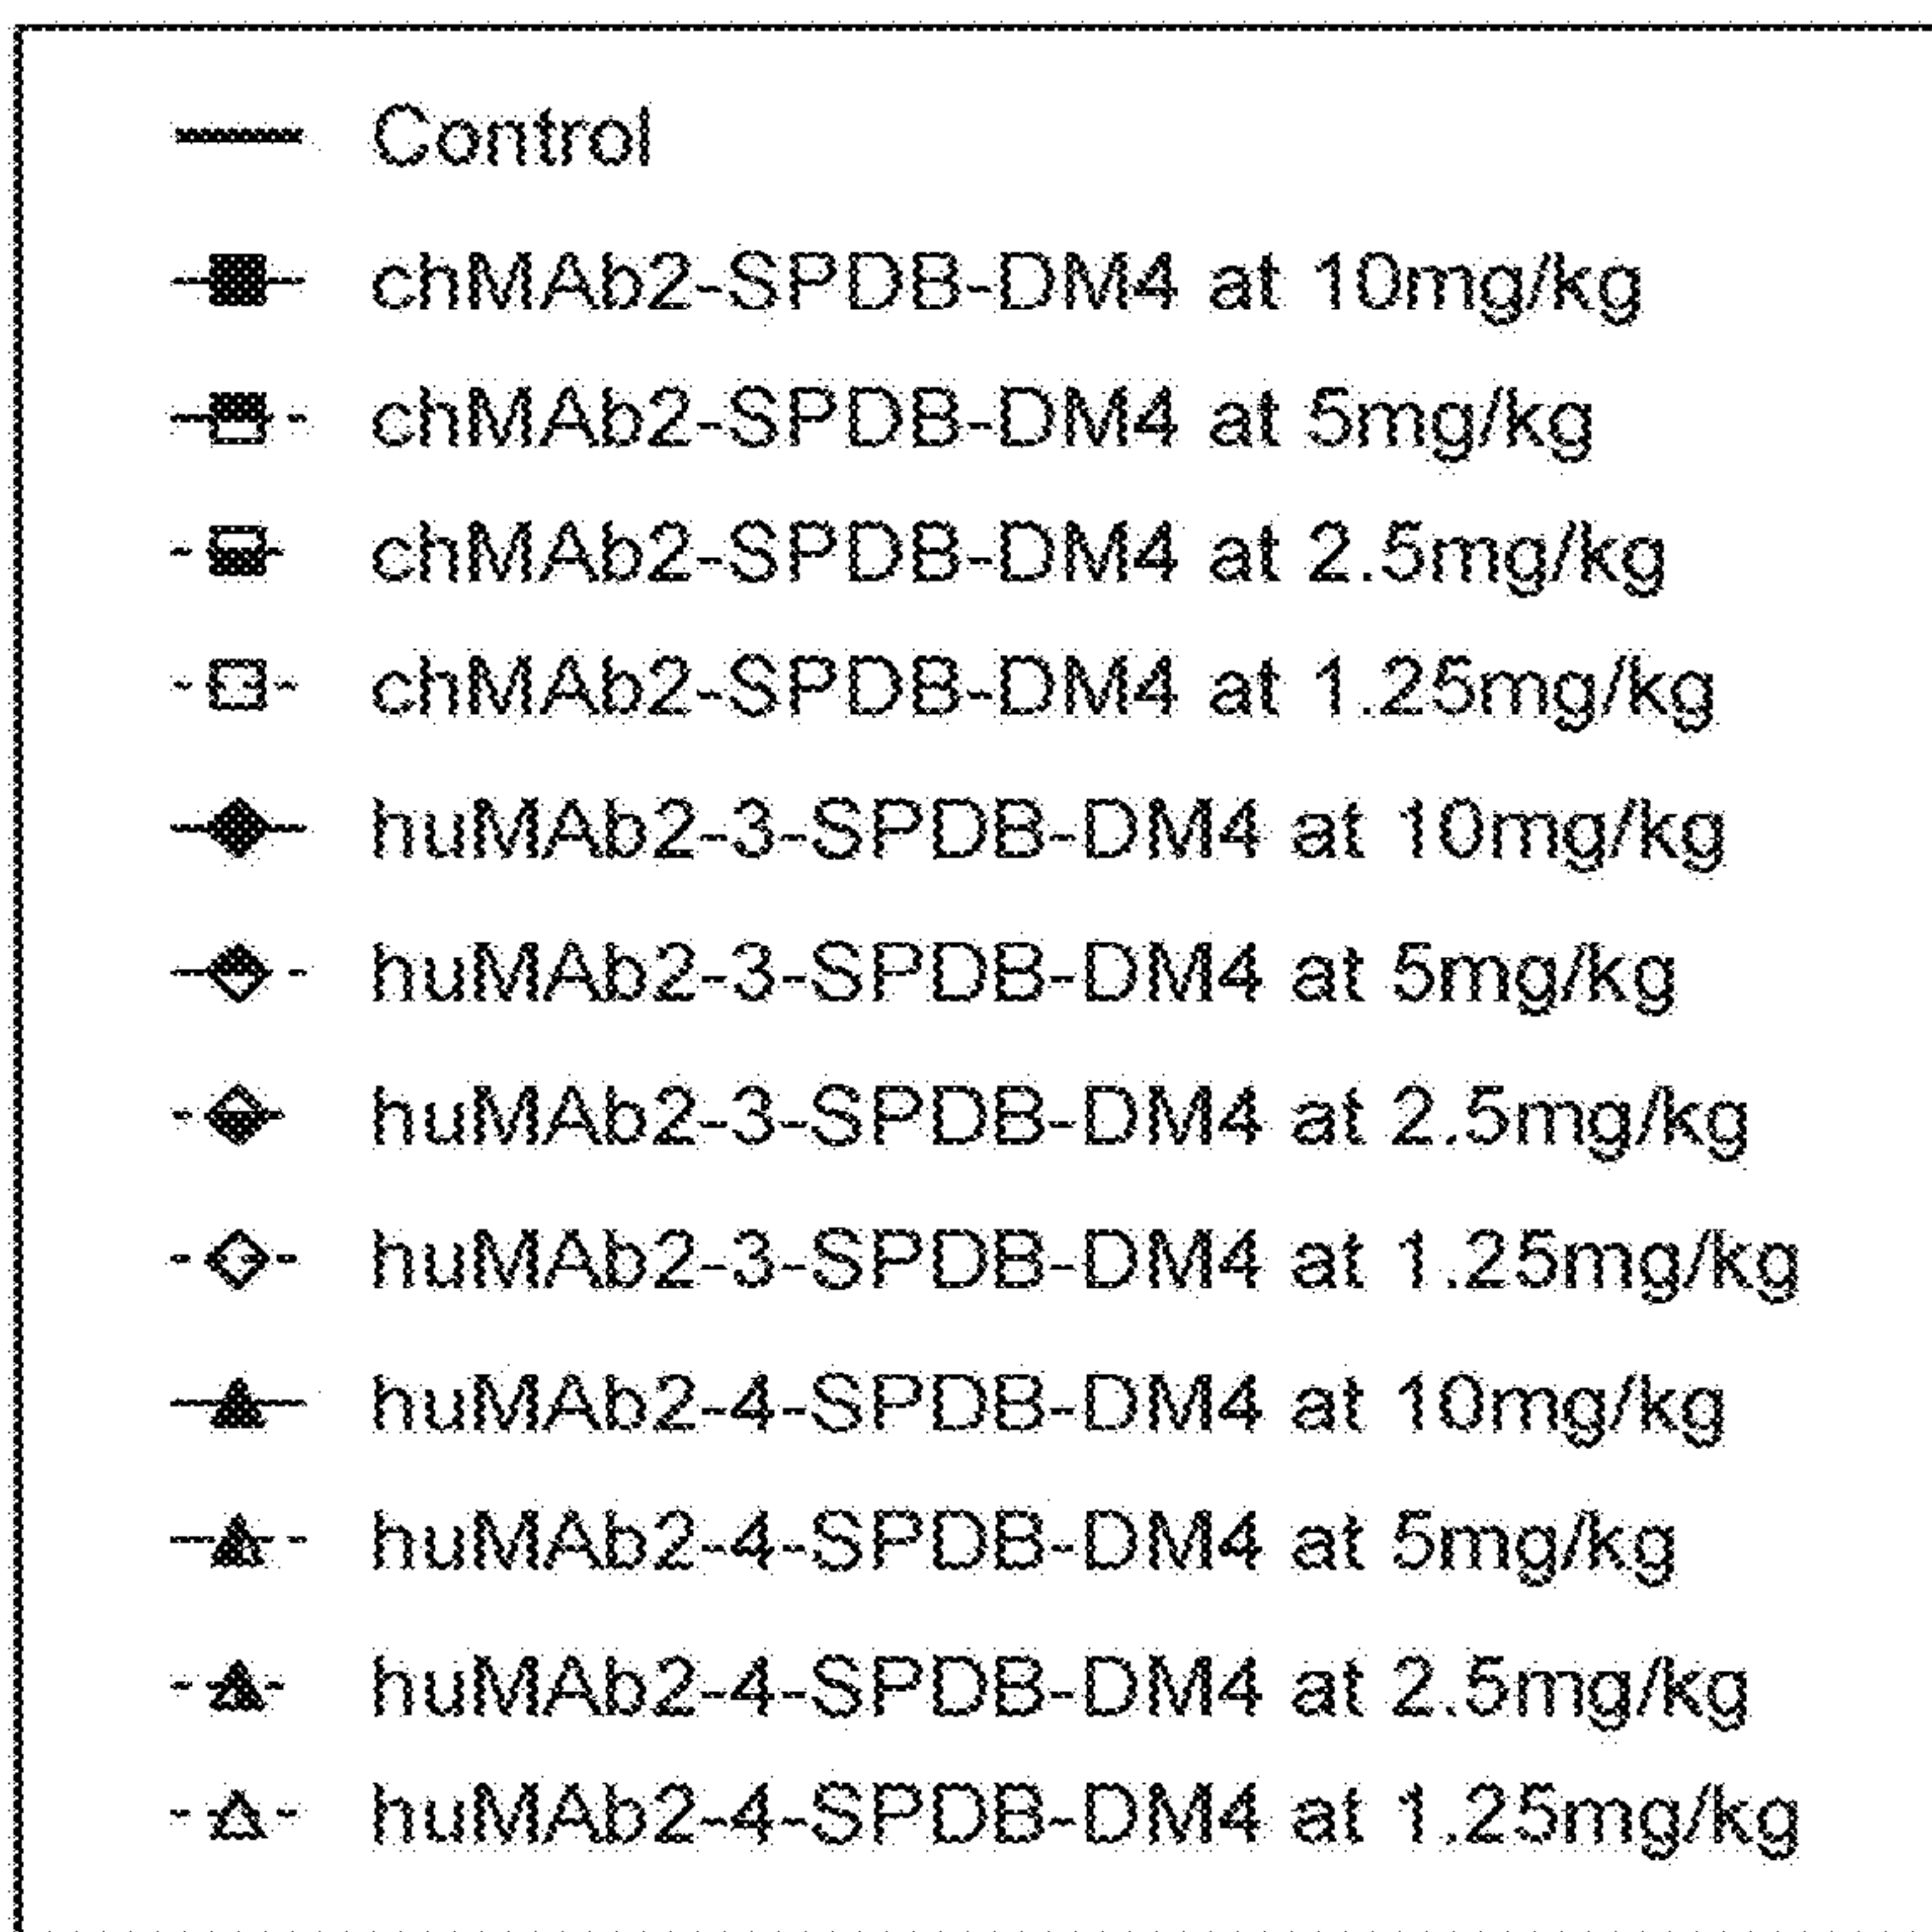 Control
chMAb2-SPDB-DM4 at 10mg/kg
chMAb2-SPDB-DM4 at 5mg/kg
chMAb2-SPDB-DM4 at 2.5mg/kg
chMAb2-SPDB-DM4 at 1.25mg/kg
huMAb2-3-SPDB-DM4 at 10mg/kg
huMAb2-3-SPDB-DM4 at 5mg/kg
huMAb2-3-SPDB-DM4 at 2.5mg/kg
huMAb2-3-SPDB-DM4 at 1.25mg/kg
huMAb2-4-SPDB-DM4 at 10mg/kg
huMAb2-4-SPDB-DM4 at 5mg/kg
huMAb2-4-SPDB-DM4 at 2.5mg/kg
huMAb2-4-SPDB-DM4 at 1.25mg/kg